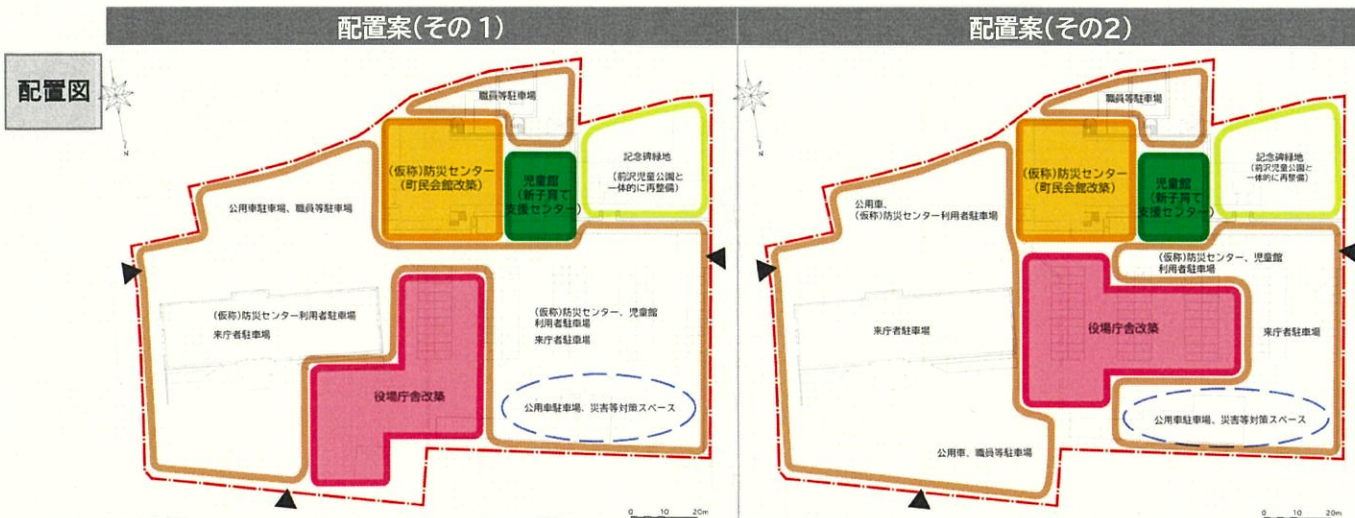 配置案(その1)
配置案(その2)
配置図
N
職員等駐車場
(仮称)防災センター
(町民会館改築)
児童館
(新子育て
支援センター)
記念碑緑地
(前沢児童公園と
一体的に再整備)
公用車駐車場、職員等駐車場
(仮称)防災センター利用者駐車場
来庁者駐車場
(仮称)防災センター、児童館
利用者駐車場
来庁者駐車場
役場庁舎改築
公用車駐車場、災害等対策スペース
0 10 20m
N
職員等駐車場
(仮称)防災センター
(町民会館改築)
児童館
(新子育て
支援センター)
記念碑緑地
(前沢児童公園と
一体的に再整備)
公用車、
(仮称)防災センター利用者駐車場
(仮称)防災センター、児童館
利用者駐車場
来庁者駐車場
役場庁舎改築
来庁者駐車場
公用車駐車場、災害等対策スペース
公用車、職員等駐車場
0 10 20m